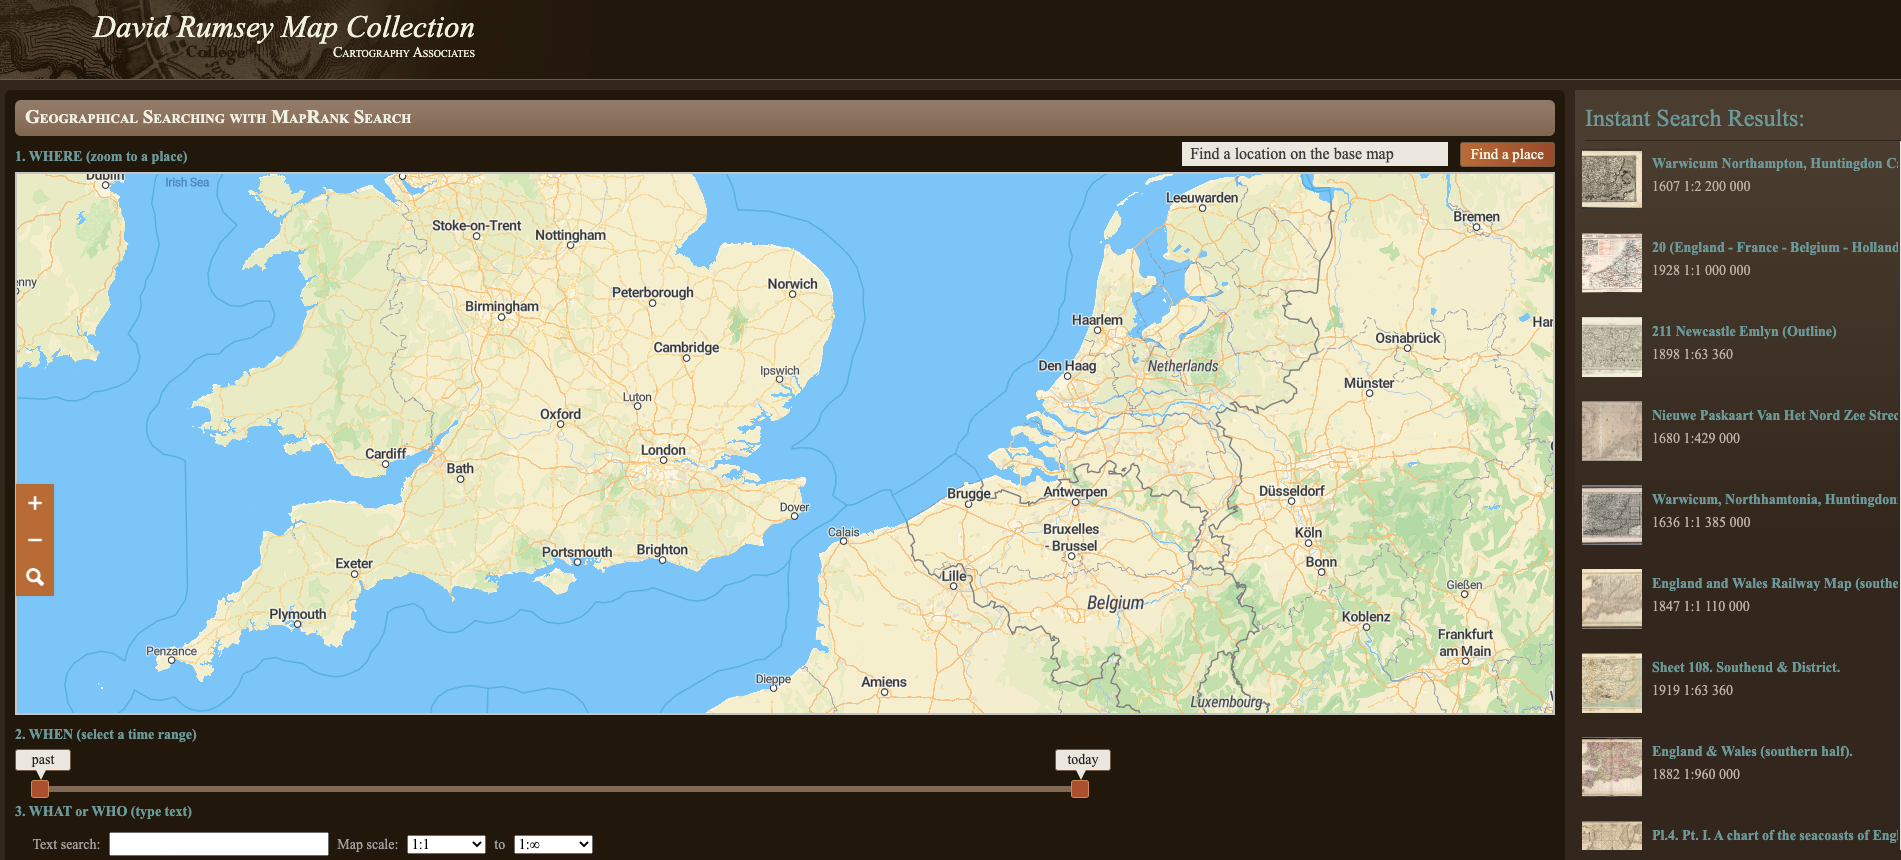 David Rumsey Map Collection
Cartography Associates
College
Geographical Searching with MapRank Search
1. WHERE (zoom to a place)
Find a location on the base map
Find a place
Dublin
Irish Sea
Leeuwarden
Bremen
Stoke-on-Trent
Nottingham
enny
Norwich
Peterborough
Birmingham
Haarlem
Har
Osnabrück
Cambridge
Den Haag
Netherlands
Ipswich
Münster
Luton
Oxford
London
Cardiff
Bath
Brugge
Antwerpen
Düsseldorf
Dover
Calais
Bruxelles
- Brussel
Köln
Portsmouth
Brighton
Exeter
Bonn
Lille
Gießen
Belgium
Plymouth
Koblenz
Frankfurt
am Main
Penzance
Dieppe
Amiens
Luxembourg
+
−
2. WHEN (select a time range)
past
today
3. WHAT or WHO (type text)
Text search:
Map scale:
1:1
to
1:∞
Instant Search Results:
Warwicum Northampton, Huntingdon C
1607 1:2 200 000
20 (England - France - Belgium - Holland
1928 1:1 000 000
211 Newcastle Emlyn (Outline)
1898 1:63 360
Nieuwe Paskaart Van Het Nord Zee Strec
1680 1:429 000
Warwicum, Northhamtonia, Huntingdon
1636 1:1 385 000
England and Wales Railway Map (southe
1847 1:1 110 000
Sheet 108. Southend & District.
1919 1:63 360
England & Wales (southern half).
1882 1:960 000
Pl.4. Pt. I. A chart of the seacoasts of Engl